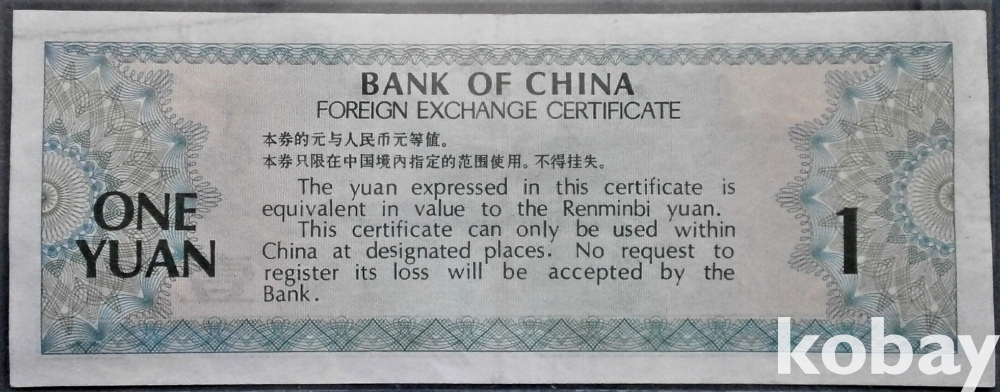 BANK OF CHINA
FOREIGN EXCHANGE CERTIFICATE
本券的元与人民币元等值。
本券只限在中国境内指定的范围使用。不得挂失。
The yuan expressed in this certificate is
equivalent in value to the Renminbi yuan.
This certificate can only be used within
China at designated places. No request to
register its loss will be accepted by the
Bank.
ONE
YUAN
1
kobay